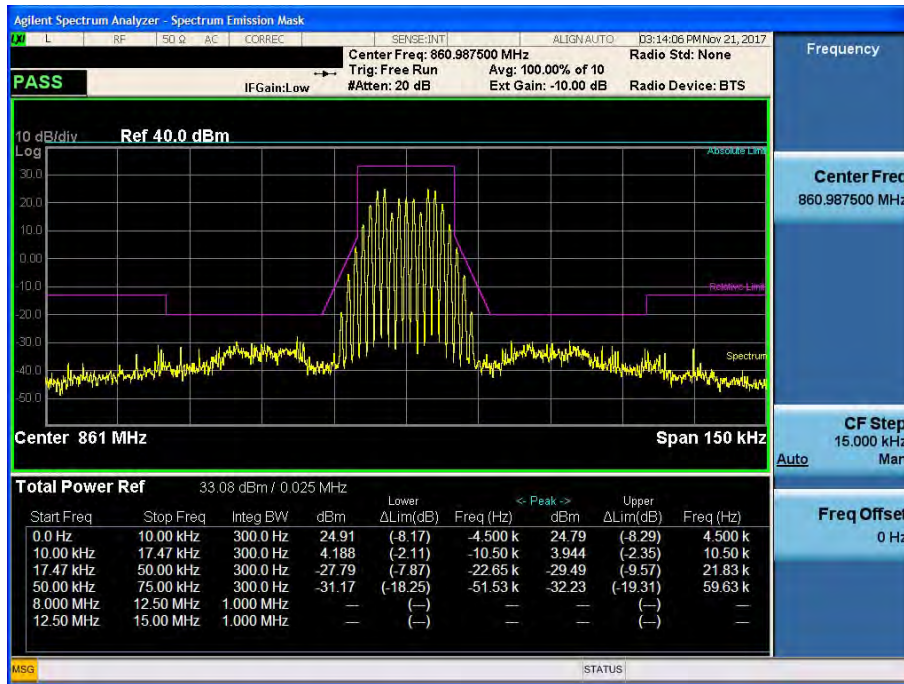 Agilent Spectrum Analyzer - Spectrum Emission Mask
LXI L RF 50 Ω AC CORREC SENSE:INT ALIGN AUTO 03:14:06 PM Nov 21, 2017
Center Freq: 860.987500 MHz Radio Std: None
Trig: Free Run Avg: 100.00% of 10
PASS IFGain:Low #Atten: 20 dB Ext Gain: -10.00 dB Radio Device: BTS
10 dB/div Ref 40.0 dBm
Log
Absolute Limit
30.0
20.0
10.0
0.00
-10.0
Relative Limit
-20.0
-30.0
Spectrum
-40.0
-50.0
Center 861 MHz Span 150 kHz
Total Power Ref 33.08 dBm / 0.025 MHz
Lower <- Peak -> Upper
Start Freq Stop Freq Integ BW dBm ΔLim(dB) Freq (Hz) dBm ΔLim(dB) Freq (Hz)
0.0 Hz 10.00 kHz 300.0 Hz 24.91 (-8.17) -4.500 k 24.79 (-8.29) 4.500 k
10.00 kHz 17.47 kHz 300.0 Hz 4.188 (-2.11) -10.50 k 3.944 (-2.35) 10.50 k
17.47 kHz 50.00 kHz 300.0 Hz -27.79 (-7.87) -22.65 k -29.49 (-9.57) 21.83 k
50.00 kHz 75.00 kHz 300.0 Hz -31.17 (-18.25) -51.53 k -32.23 (-19.31) 59.63 k
8.000 MHz 12.50 MHz 1.000 MHz --- (---) --- --- (---) ---
12.50 MHz 15.00 MHz 1.000 MHz --- (---) --- --- (---) ---
MSG STATUS
Frequency
Center Freq
860.987500 MHz
CF Step
15.000 kHz
Auto Man
Freq Offset
0 Hz